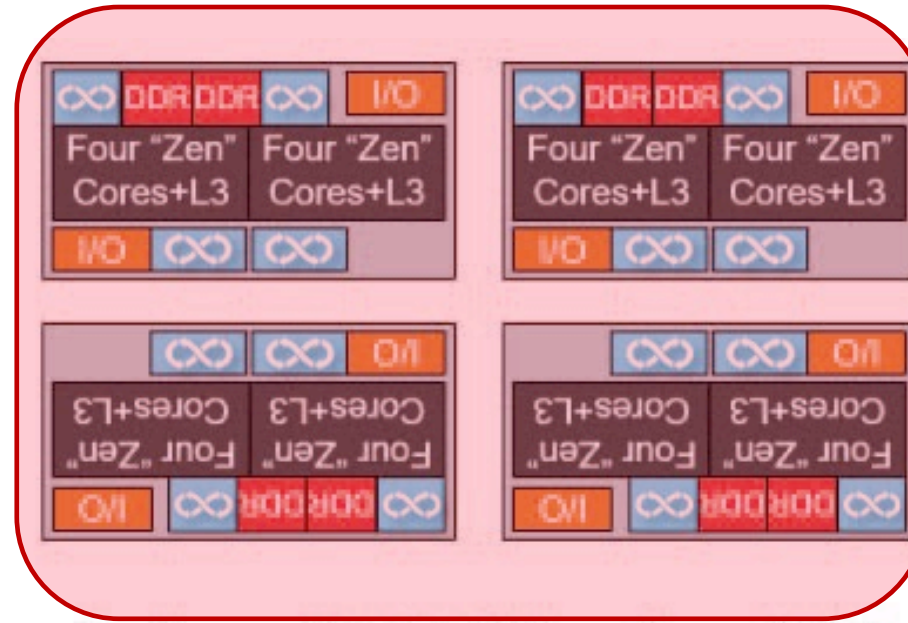 DDR DDR I/O
Four “Zen” Four “Zen”
Cores+L3 Cores+L3
I/O
DDR DDR I/O
Four “Zen” Four “Zen”
Cores+L3 Cores+L3
I/O
I/O
Four “Zen” Four “Zen”
Cores+L3 Cores+L3
I/O DDR DDR
I/O
Four “Zen” Four “Zen”
Cores+L3 Cores+L3
I/O DDR DDR